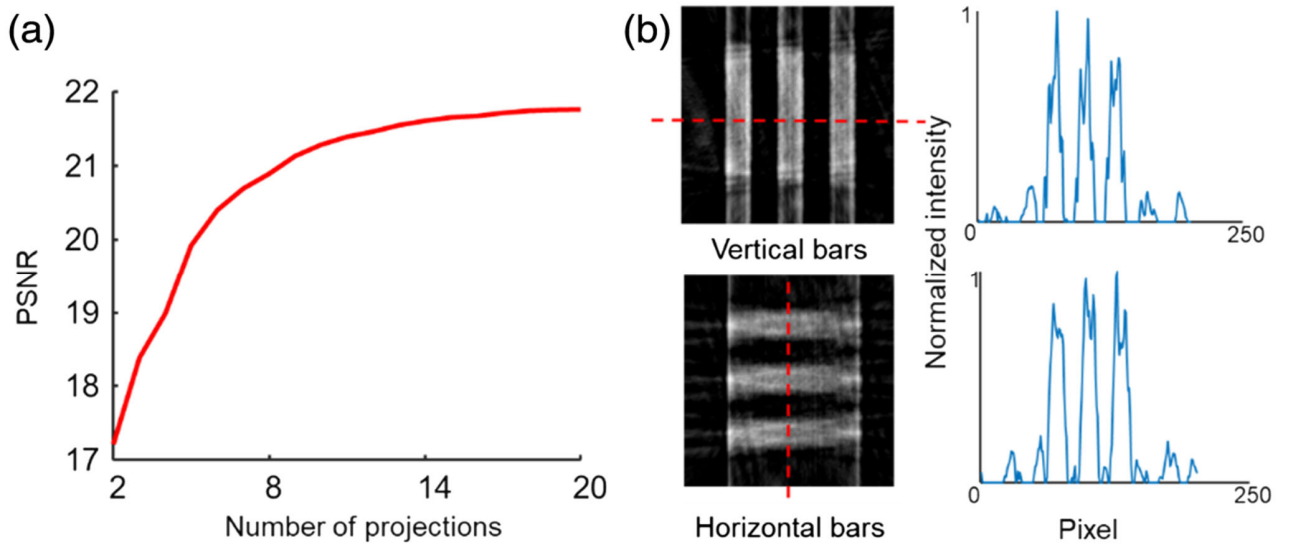 (a)
22
21
20
19
18
17
PSNR
2 8 14 20
Number of projections
(b)
Vertical bars
Horizontal bars
Normalized intensity
1
0 250
1
0 250
Pixel